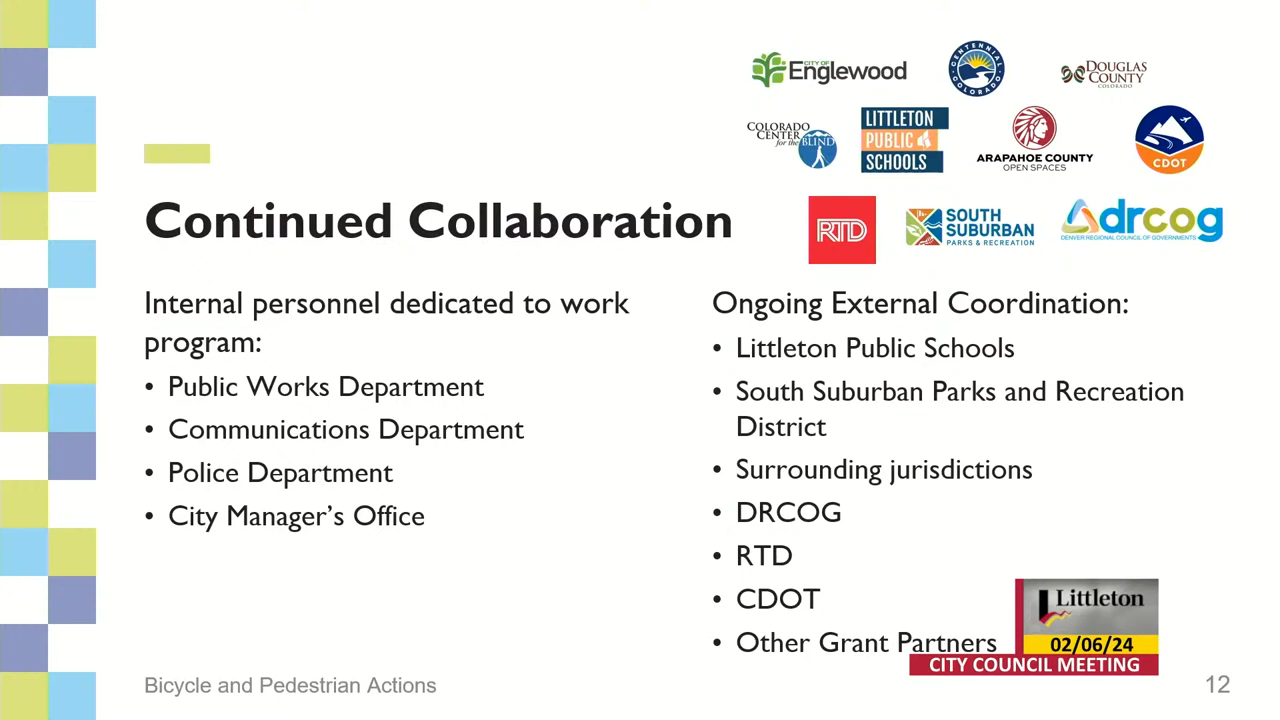 CITY OF
Englewood
CENTENNIAL
COLORADO
DOUGLAS
COUNTY
COLORADO
COLORADO
CENTER
for the BLIND
LITTLETON
PUBLIC
SCHOOLS
ARAPAHOE COUNTY
OPEN SPACES
CDOT
Continued Collaboration
RTD
SOUTH
SUBURBAN
PARKS & RECREATION
drcog
DENVER REGIONAL COUNCIL OF GOVERNMENTS
Internal personnel dedicated to work
program:
• Public Works Department
• Communications Department
• Police Department
• City Manager’s Office
Ongoing External Coordination:
• Littleton Public Schools
• South Suburban Parks and Recreation
District
• Surrounding jurisdictions
• DRCOG
• RTD
• CDOT
• Other Grant Partners
Littleton
02/06/24
CITY COUNCIL MEETING
Bicycle and Pedestrian Actions
12